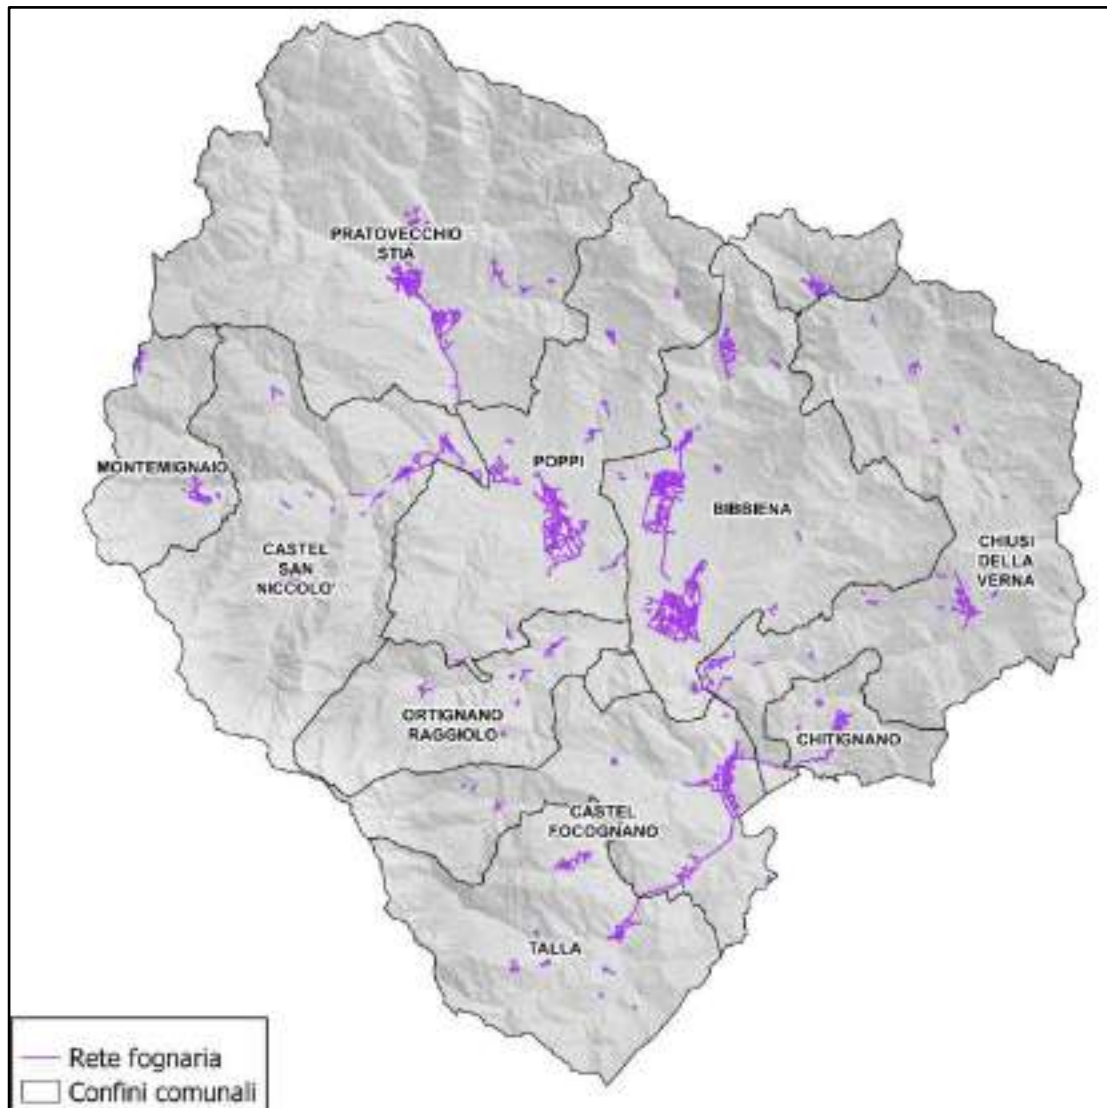 PRATOVECCHIO
STIA
MONTEMIGNAIO
POPPI
BIBBIENA
CASTEL
SAN
NICCOLO'
CHIUSI
DELLA
VERNA
ORTIGNANO
RAGGIOLO
CHITIGNANO
CASTEL
FOCOGNANO
TALLA
Rete fognaria
Confini comunali